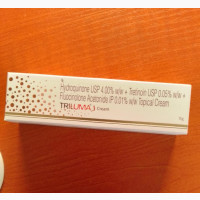 Hydroquinone USP 4.00% w/w + Tretinoin USP 0.05% w/w +
Fluocinolone Acetonide IP 0.01% w/w Topical Cream
TRILUMA Cream